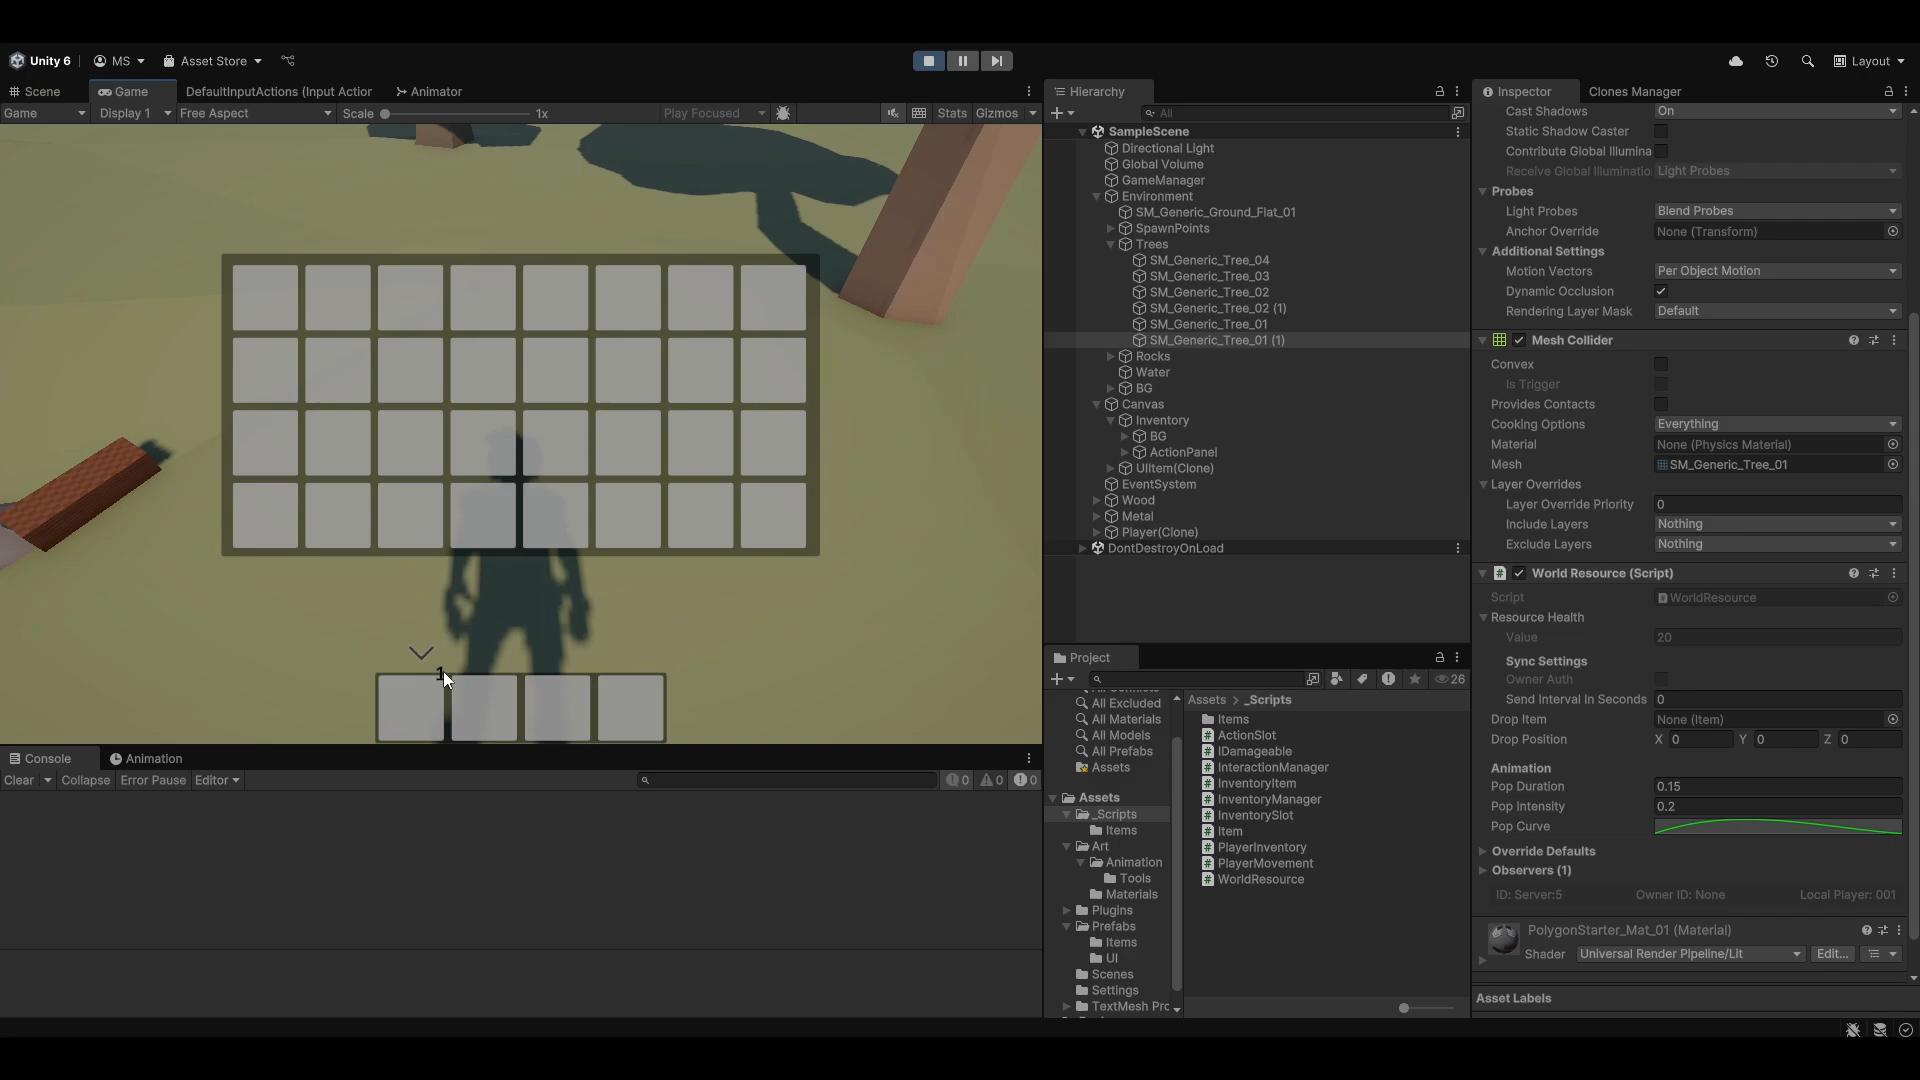 Unity 6 MS Asset Store Layout
Scene Game DefaultInputActions (Input Action Animator
Game Display 1 Free Aspect Scale 1x Play Focused Stats Gizmos
1
Console Animation
Clear Collapse Error Pause Editor 0 0 0
Hierarchy
All
SampleScene
Directional Light
Global Volume
GameManager
Environment
SM_Generic_Ground_Flat_01
SpawnPoints
Trees
SM_Generic_Tree_04
SM_Generic_Tree_03
SM_Generic_Tree_02
SM_Generic_Tree_02 (1)
SM_Generic_Tree_01
SM_Generic_Tree_01 (1)
Rocks
Water
BG
Canvas
Inventory
BG
ActionPanel
UIItem(Clone)
EventSystem
Wood
Metal
Player(Clone)
DontDestroyOnLoad
Project
26
All Excluded
All Materials
All Models
All Prefabs
Assets
Assets
_Scripts
Items
Art
Animation
Tools
Materials
Plugins
Prefabs
Items
UI
Scenes
Settings
TextMesh Prc
Assets > _Scripts
Items
ActionSlot
IDamageable
InteractionManager
InventoryItem
InventoryManager
InventorySlot
Item
PlayerInventory
PlayerMovement
WorldResource
Inspector Clones Manager
Cast Shadows On
Static Shadow Caster
Contribute Global Illumina
Receive Global Illuminatio Light Probes
Probes
Light Probes Blend Probes
Anchor Override None (Transform)
Additional Settings
Motion Vectors Per Object Motion
Dynamic Occlusion
Rendering Layer Mask Default
Mesh Collider
Convex
Is Trigger
Provides Contacts
Cooking Options Everything
Material None (Physics Material)
Mesh SM_Generic_Tree_01
Layer Overrides
Layer Override Priority 0
Include Layers Nothing
Exclude Layers Nothing
World Resource (Script)
Script WorldResource
Resource Health
Value 20
Sync Settings
Owner Auth
Send Interval In Seconds 0
Drop Item None (Item)
Drop Position X 0 Y 0 Z 0
Animation
Pop Duration 0.15
Pop Intensity 0.2
Pop Curve
Override Defaults
Observers (1)
ID: Server:5 Owner ID: None Local Player: 001
PolygonStarter_Mat_01 (Material)
Shader Universal Render Pipeline/Lit Edit...
Asset Labels